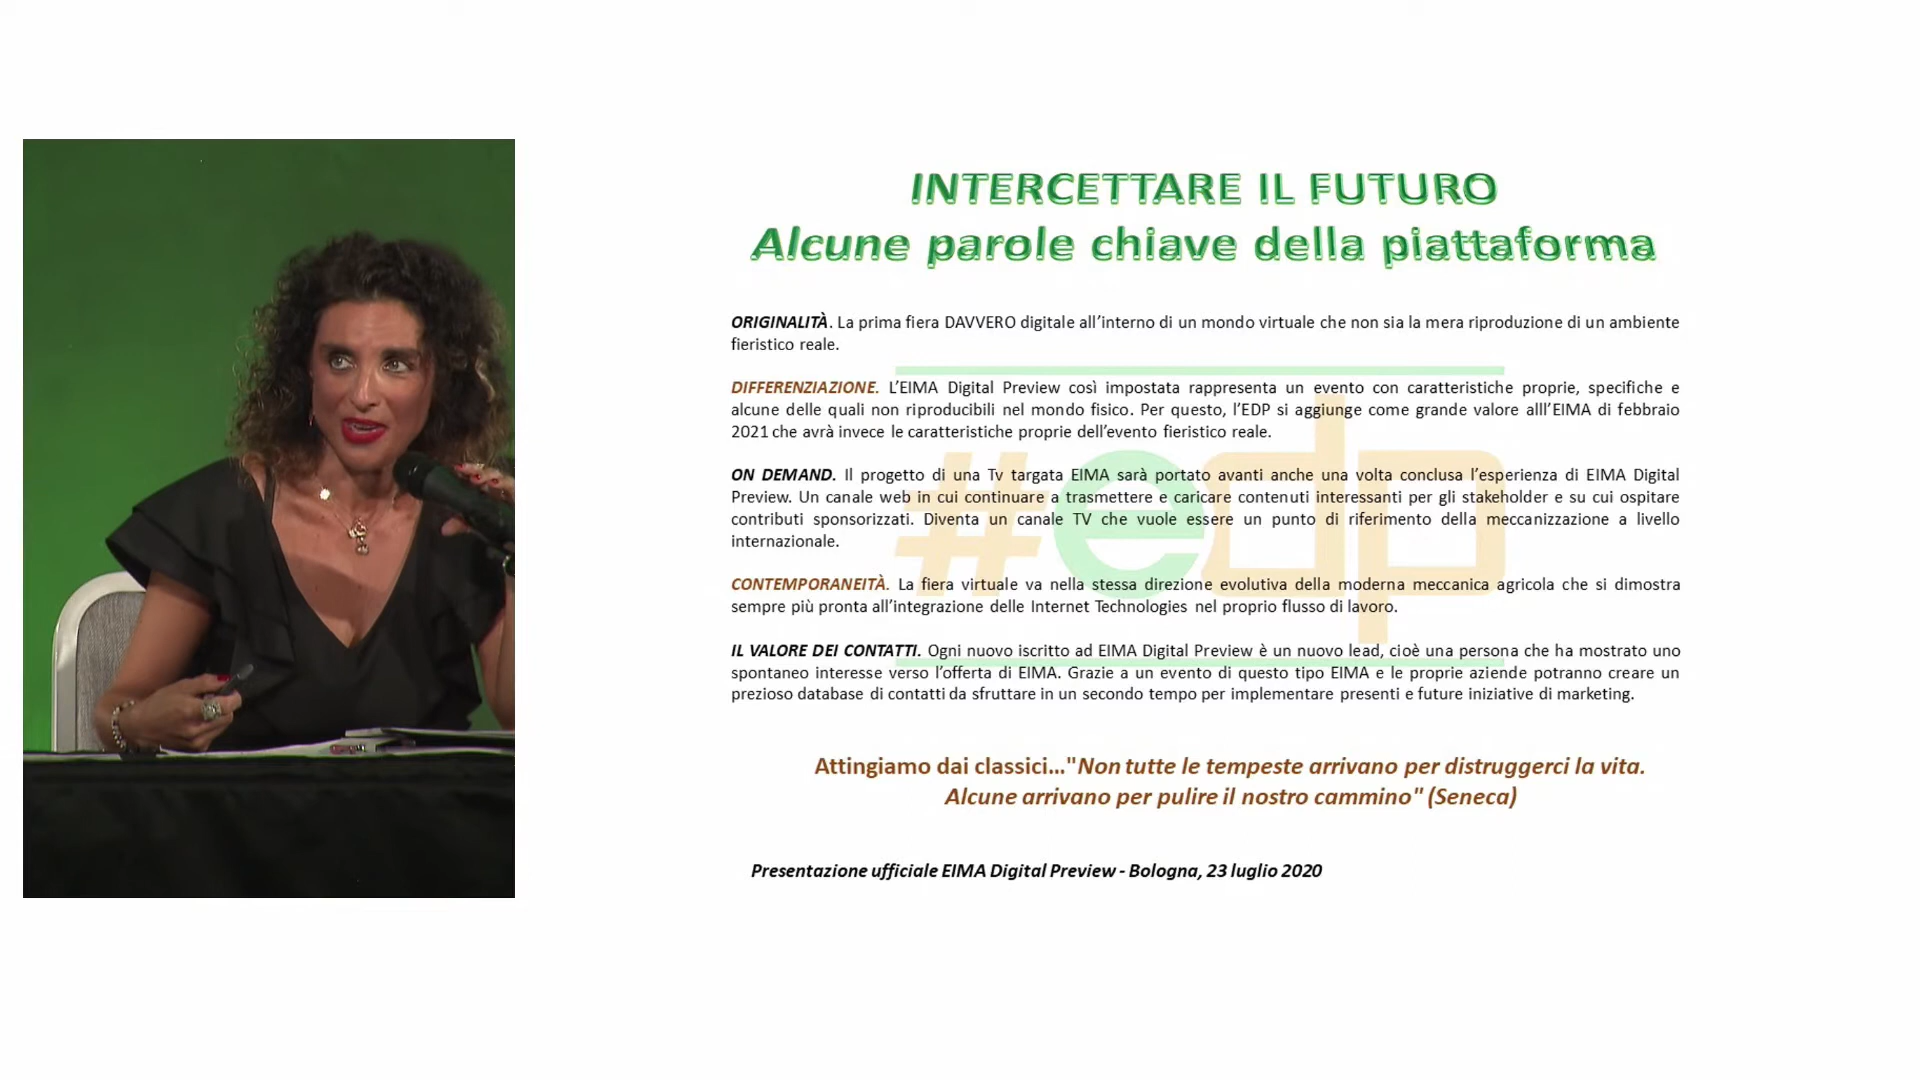 INTERCETTARE IL FUTURO
Alcune parole chiave della piattaforma
ORIGINALITÀ. La prima fiera DAVVERO digitale all’interno di un mondo virtuale che non sia la mera riproduzione di un ambiente
fieristico reale.
DIFFERENZIAZIONE. L’EIMA Digital Preview così impostata rappresenta un evento con caratteristiche proprie, specifiche e
alcune delle quali non riproducibili nel mondo fisico. Per questo, l’EDP si aggiunge come grande valore alll’EIMA di febbraio
2021 che avrà invece le caratteristiche proprie dell’evento fieristico reale.
ON DEMAND. Il progetto di una Tv targata EIMA sarà portato avanti anche una volta conclusa l’esperienza di EIMA Digital
Preview. Un canale web in cui continuare a trasmettere e caricare contenuti interessanti per gli stakeholder e su cui ospitare
contributi sponsorizzati. Diventa un canale TV che vuole essere un punto di riferimento della meccanizzazione a livello
internazionale.
#edp
CONTEMPORANEITÀ. La fiera virtuale va nella stessa direzione evolutiva della moderna meccanica agricola che si dimostra
sempre più pronta all’integrazione delle Internet Technologies nel proprio flusso di lavoro.
IL VALORE DEI CONTATTI. Ogni nuovo iscritto ad EIMA Digital Preview è un nuovo lead, cioè una persona che ha mostrato uno
spontaneo interesse verso l’offerta di EIMA. Grazie a un evento di questo tipo EIMA e le proprie aziende potranno creare un
prezioso database di contatti da sfruttare in un secondo tempo per implementare presenti e future iniziative di marketing.
Attingiamo dai classici…"Non tutte le tempeste arrivano per distruggerci la vita.
Alcune arrivano per pulire il nostro cammino" (Seneca)
Presentazione ufficiale EIMA Digital Preview - Bologna, 23 luglio 2020